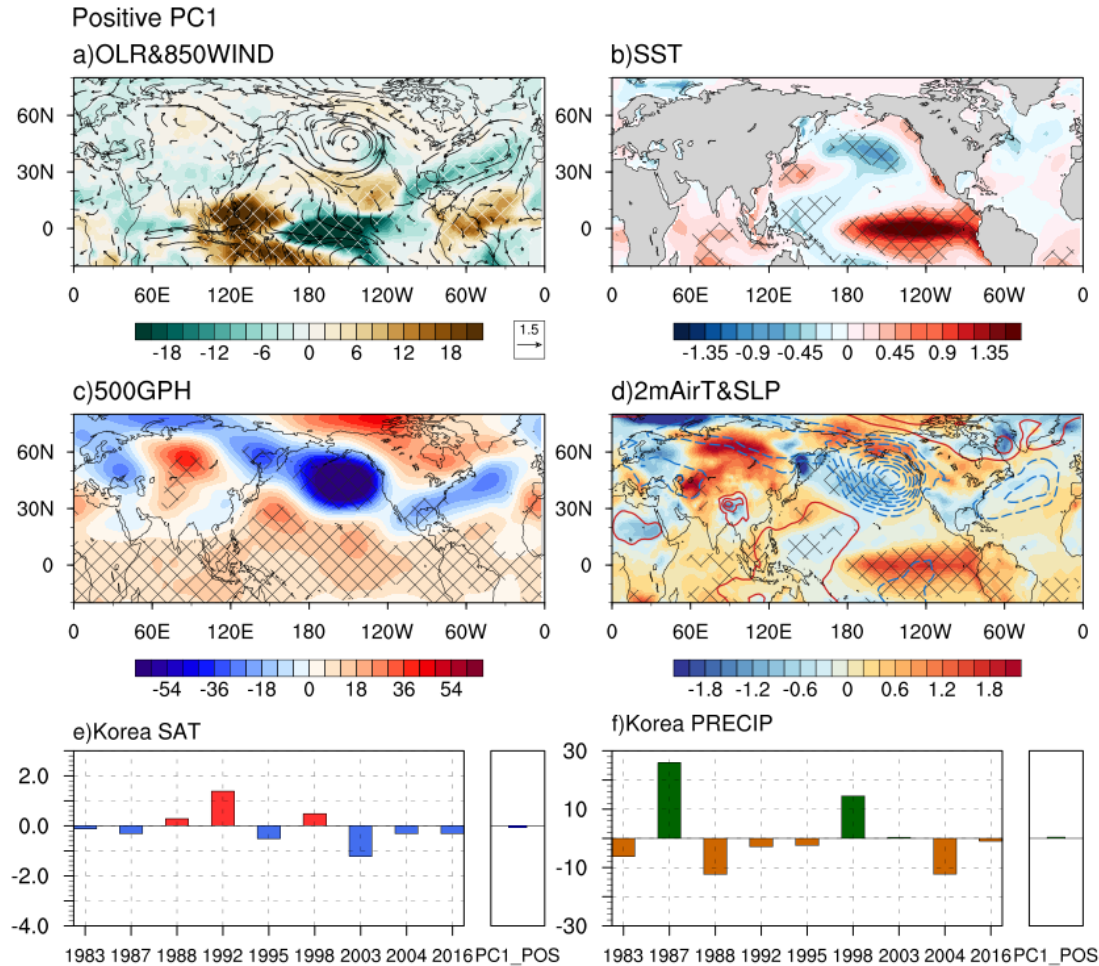 Positive PC1
a)OLR&850WIND
b)SST
60N
30N
0
0 60E 120E 180 120W 60W 0
60N
30N
0
0 60E 120E 180 120W 60W 0
-18 -12 -6 0 6 12 18
1.5
-1.35 -0.9 -0.45 0 0.45 0.9 1.35
c)500GPH
d)2mAirT&SLP
60N
30N
0
0 60E 120E 180 120W 60W 0
60N
30N
0
0 60E 120E 180 120W 60W 0
-54 -36 -18 0 18 36 54
-1.8 -1.2 -0.6 0 0.6 1.2 1.8
e)Korea SAT
f)Korea PRECIP
2.0
0.0
-2.0
-4.0
1983 1987 1988 1992 1995 1998 2003 2004 2016 PC1_POS
30
10
-10
-30
1983 1987 1988 1992 1995 1998 2003 2004 2016 PC1_POS